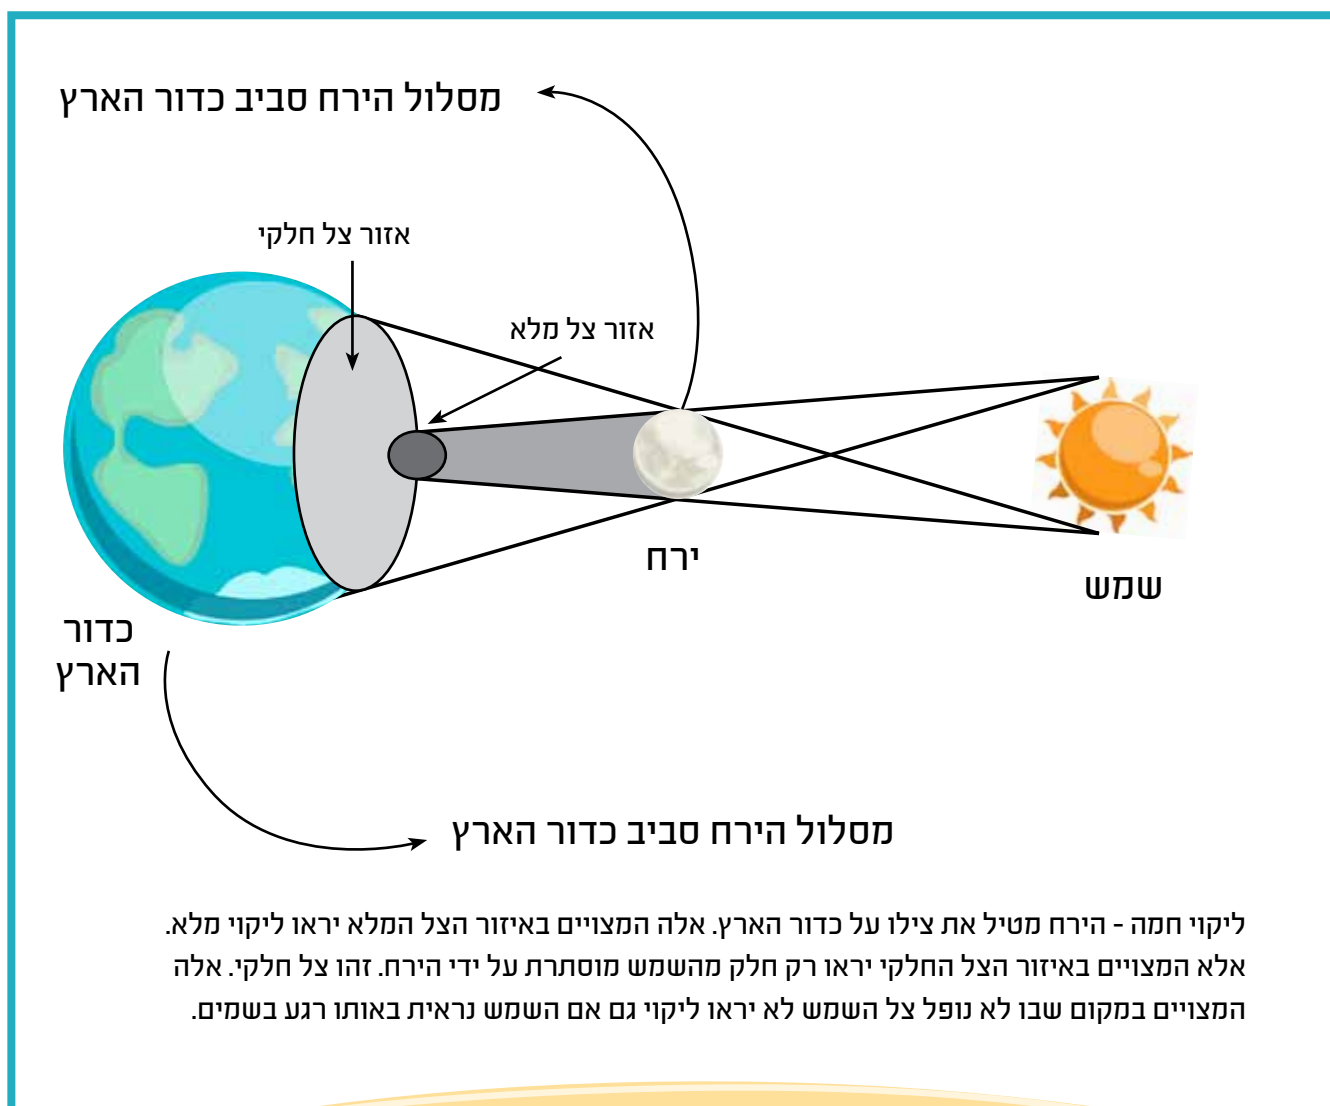 מסלול הירח סביב כדור הארץ
אזור צל חלקי
אזור צל מלא
ירח
שמש
כדור
הארץ
מסלול הירח סביב כדור הארץ
ליקוי חמה - הירח מטיל את צילו על כדור הארץ. אלה המצויים באיזור הצל המלא יראו ליקוי מלא.
אלא המצויים באיזור הצל החלקי יראו רק חלק מהשמש מוסתרת על ידי הירח. זהו צל חלקי. אלה
המצויים במקום שבו לא נופל צל השמש לא יראו ליקוי גם אם השמש נראית באותו רגע בשמים.